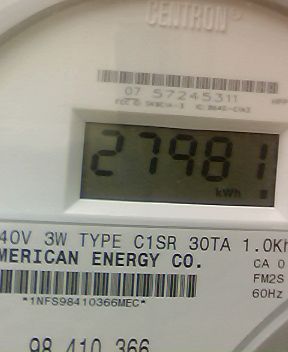 CENTRON
07 57245311
27981
kWh
40V 3W TYPE C1SR 30TA 1.0Kh
MERICAN ENERGY CO.
CA 0
FM2S
*1NFS98410366MEC*
60Hz
98 410 366